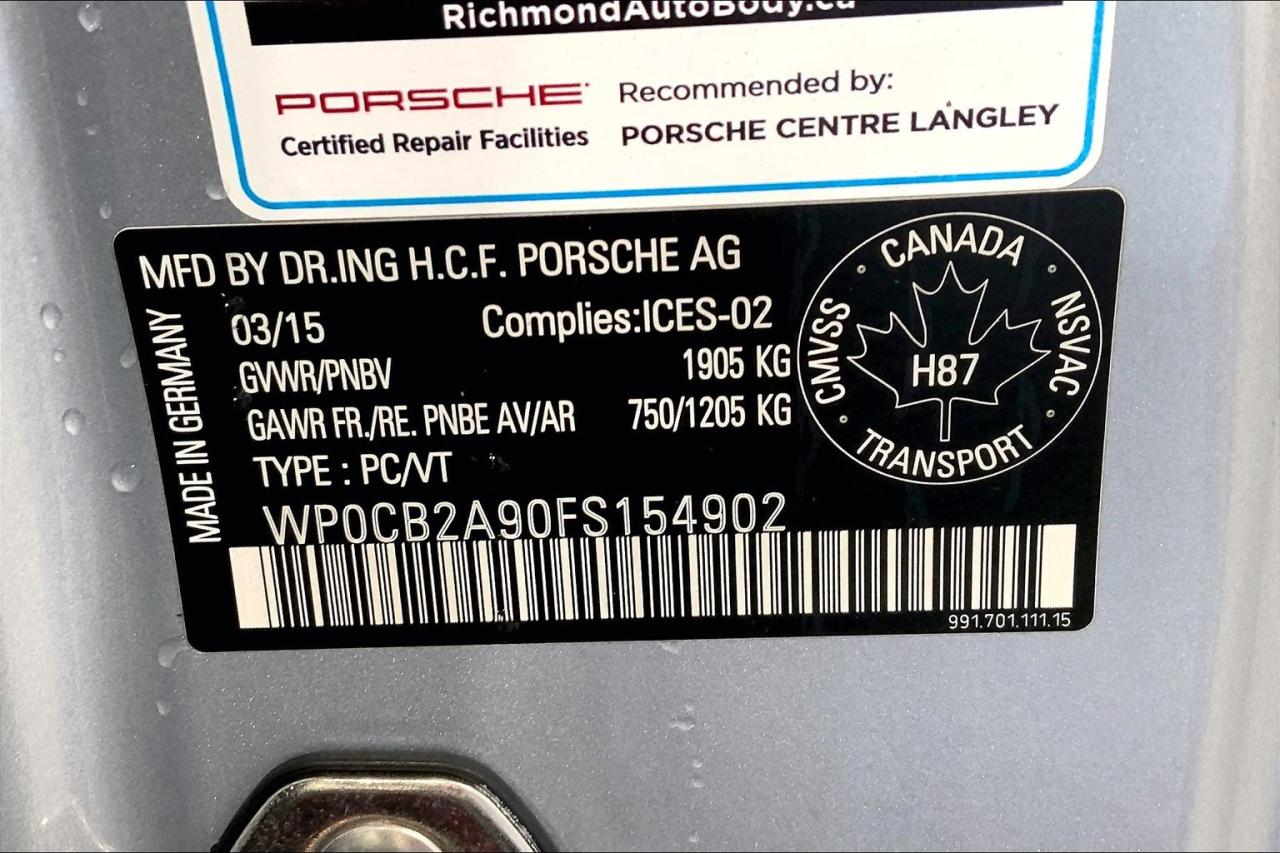 RichmondAutoBody.ca
PORSCHE
Certified Repair Facilities
Recommended by:
PORSCHE CENTRE LANGLEY
MFD BY DR.ING H.C.F. PORSCHE AG
MADE IN GERMANY
03/15 Complies:ICES-02
GVWR/PNBV 1905 KG
GAWR FR./RE. PNBE AV/AR 750/1205 KG
TYPE : PC/VT
WP0CB2A90FS154902
991.701.111.15
CANADA
CMVSS
NSVAC
H87
TRANSPORT